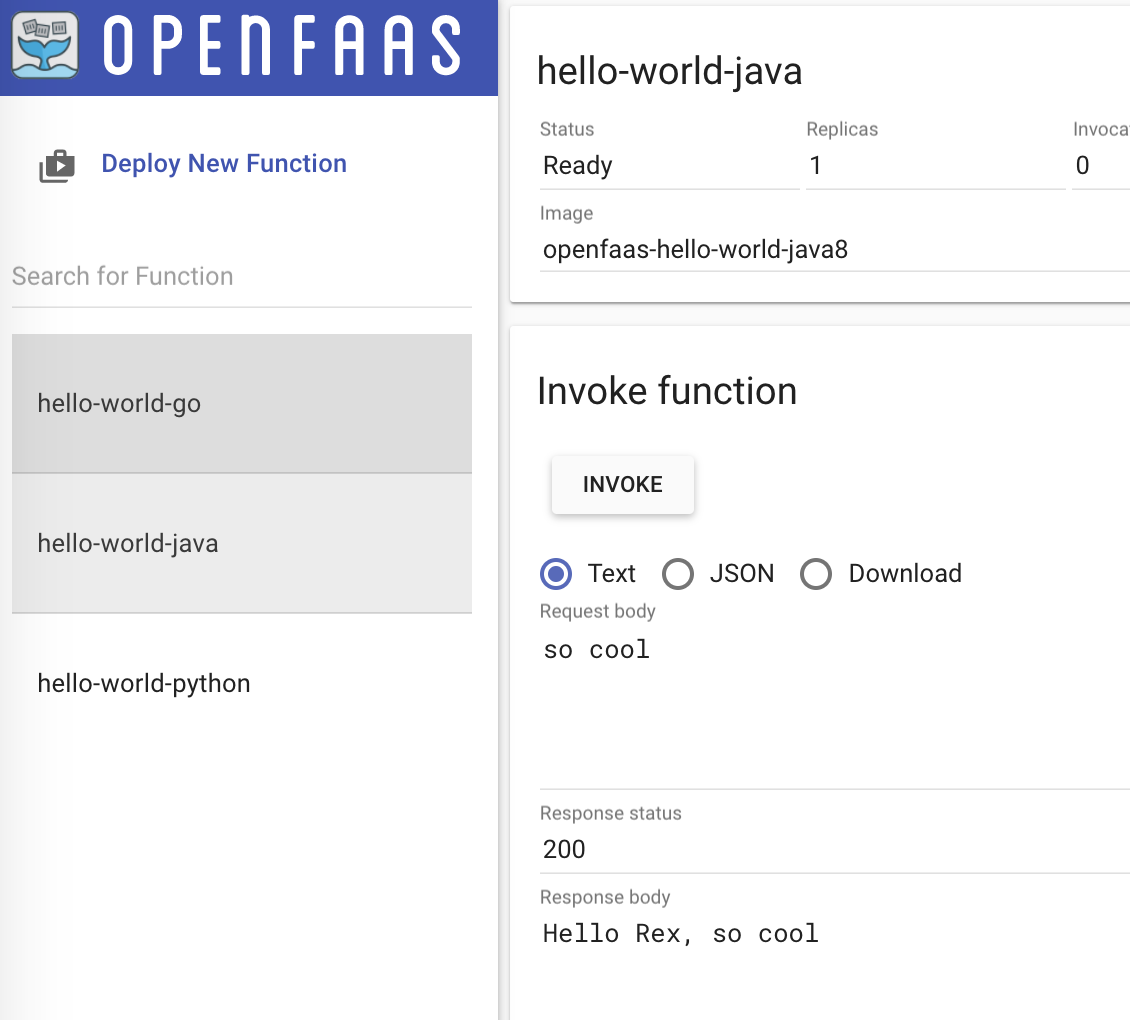 OPENFAAS
Deploy New Function
Search for Function
hello-world-go
hello-world-java
hello-world-python
hello-world-java
Status Replicas Invoca
Ready 1 0
Image
openfaas-hello-world-java8
Invoke function
INVOKE
Text JSON Download
Request body
so cool
Response status
200
Response body
Hello Rex, so cool